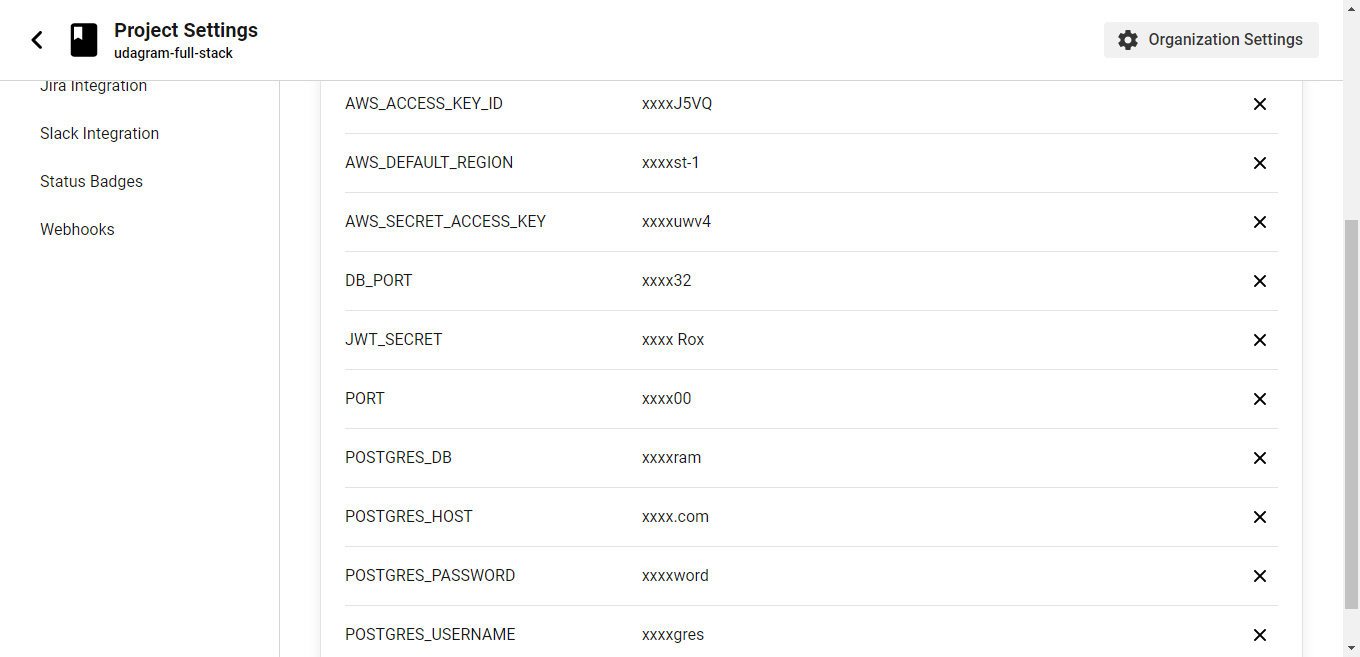 Project Settings
udagram-full-stack
Organization Settings
Jira Integration
Slack Integration
Status Badges
Webhooks
AWS_ACCESS_KEY_ID xxxxJ5VQ
AWS_DEFAULT_REGION xxxxst-1
AWS_SECRET_ACCESS_KEY xxxxuwv4
DB_PORT xxxx32
JWT_SECRET xxxx Rox
PORT xxxx00
POSTGRES_DB xxxxram
POSTGRES_HOST xxxx.com
POSTGRES_PASSWORD xxxxword
POSTGRES_USERNAME xxxxgres